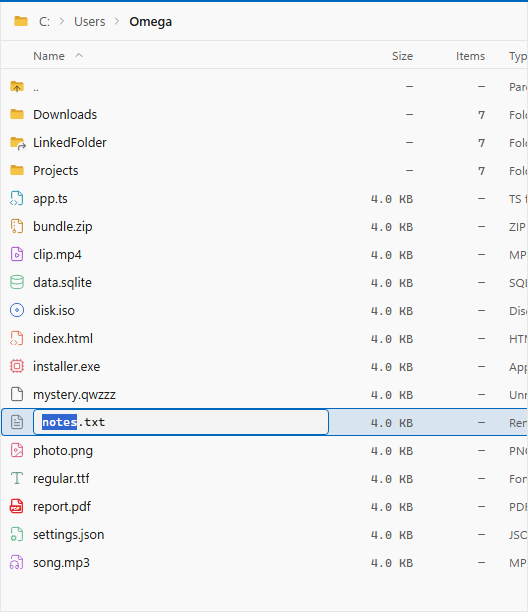 C: > Users > Omega
Name Size Items Typ
.. – – Par
Downloads – 7 Fol
LinkedFolder – 7 Fol
Projects – 7 Fol
app.ts 4.0 KB – TS f
bundle.zip 4.0 KB – ZIP
clip.mp4 4.0 KB – MP
data.sqlite 4.0 KB – SQL
disk.iso 4.0 KB – Disc
index.html 4.0 KB – HTM
installer.exe 4.0 KB – App
mystery.qwzzz 4.0 KB – Unr
notes.txt 4.0 KB – Ren
photo.png 4.0 KB – PNG
regular.ttf 4.0 KB – Fon
PDF report.pdf 4.0 KB – PDF
settings.json 4.0 KB – JSO
song.mp3 4.0 KB – MP